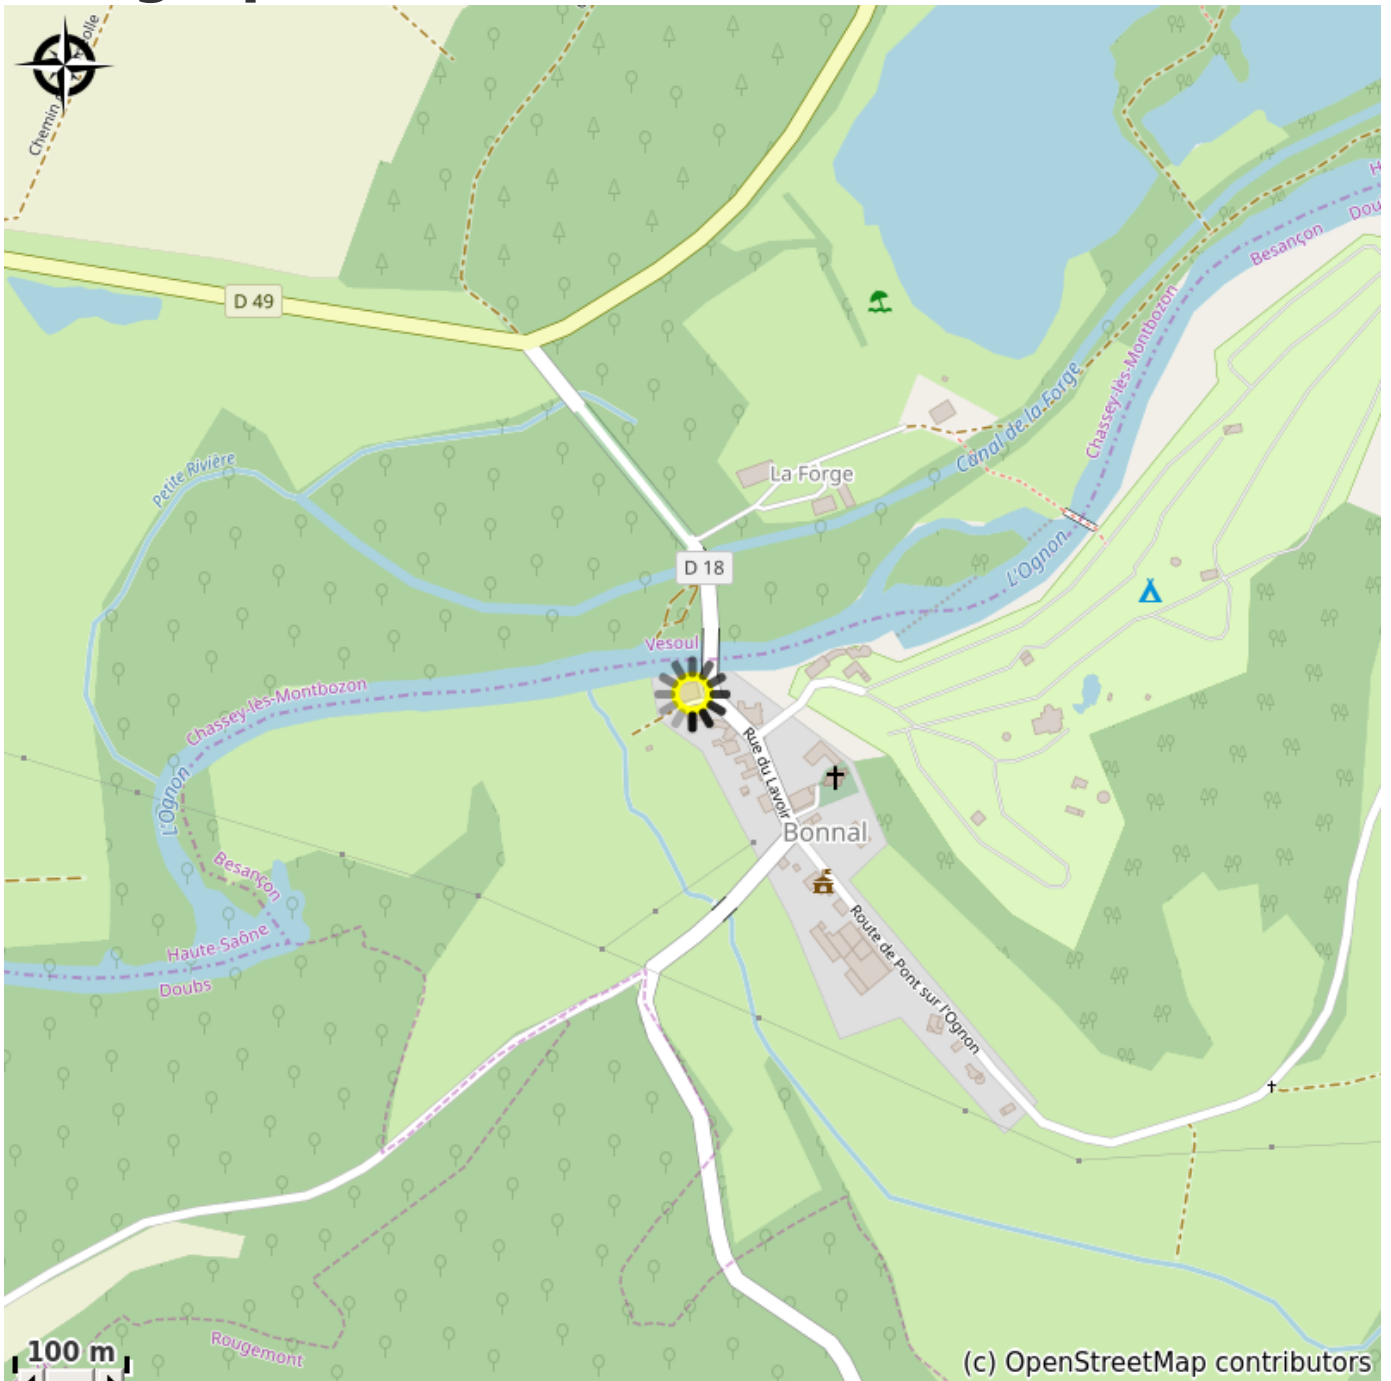 Chemin
D 49
Besançon
Chassey-lès-Montbozon
Canal de la Forge
Petite Rivière
La Forge
L'Ognon
D 18
Vesoul
Chassey-lès-Montbozon
Rue du Lavoir
L'Ognon
Bonnal
Besançon
Route de Pont sur l'Ognon
Haute-Saône
Doubs
Rougemont
100 m
(c) OpenStreetMap contributors